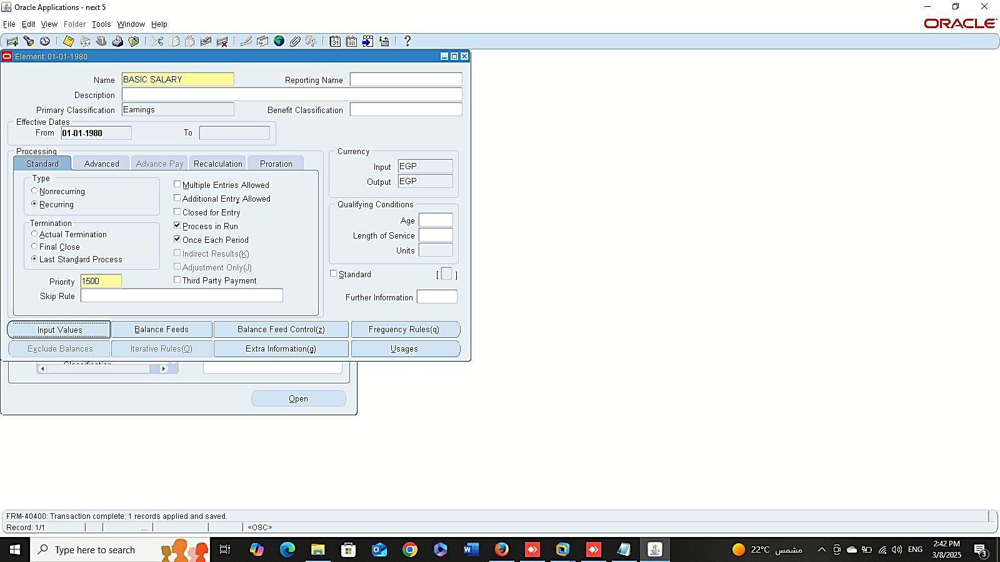 Oracle Applications - next 5
File Edit View Folder Tools Window Help
ORACLE
Element: 01-01-1980
Name BASIC SALARY Reporting Name
Description
Primary Classification Earnings Benefit Classification
Effective Dates
From 01-01-1980 To
Processing
Standard Advanced Advance Pay Recalculation Proration
Type
Nonrecurring
Recurring
Termination
Actual Termination
Final Close
Last Standard Process
Priority 1500
Skip Rule
Multiple Entries Allowed
Additional Entry Allowed
Closed for Entry
Process in Run
Once Each Period
Indirect Results(K)
Adjustment Only(J)
Third Party Payment
Currency
Input EGP
Output EGP
Qualifying Conditions
Age
Length of Service
Units
Standard [ ]
Further Information
Input Values Balance Feeds Balance Feed Control(z) Frequency Rules(q)
Exclude Balances Iterative Rules(O) Extra Information(g) Usages
Classification
Open
FRM-40400: Transaction complete: 1 records applied and saved.
Record: 1/1 ... <OSC>
Type here to search
22°C مشمس
ENG
2:42 PM
3/8/2025
3